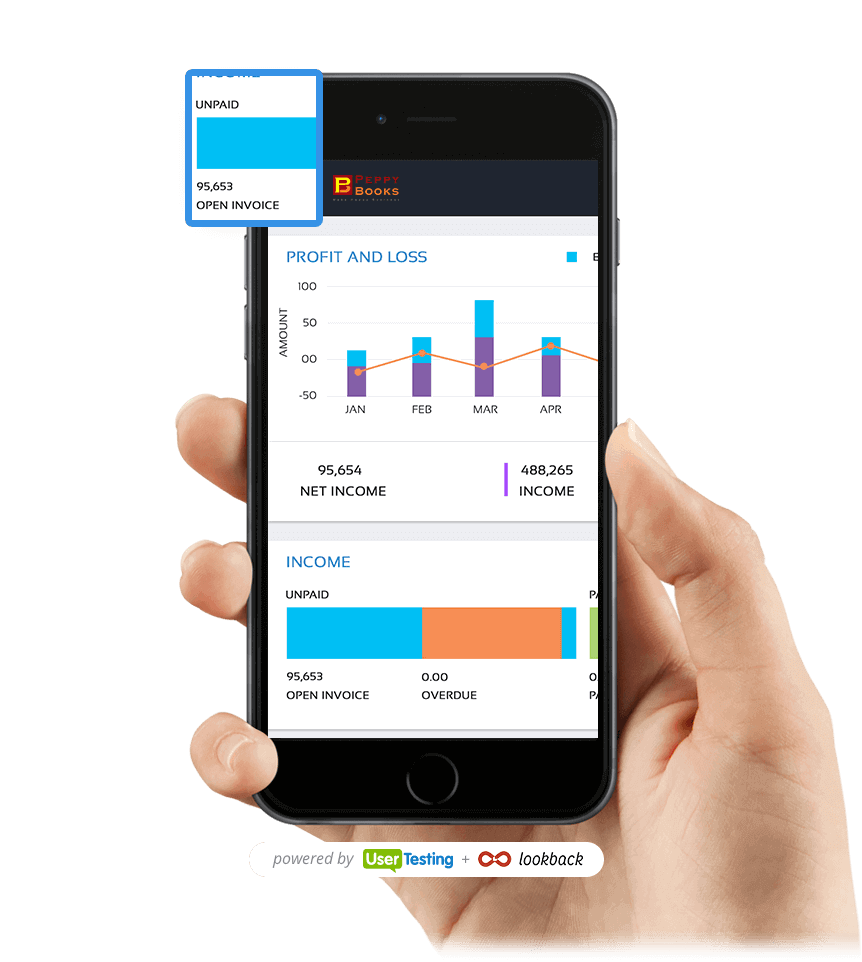 INCOME
UNPAID
95,653
OPEN INVOICE
PEPPY
BOOKS
PROFIT AND LOSS
100
50
00
-50
AMOUNT
JAN FEB MAR APR
95,654
NET INCOME
488,265
INCOME
INCOME
UNPAID
95,653
OPEN INVOICE
0.00
OVERDUE
powered by UserTesting + lookback